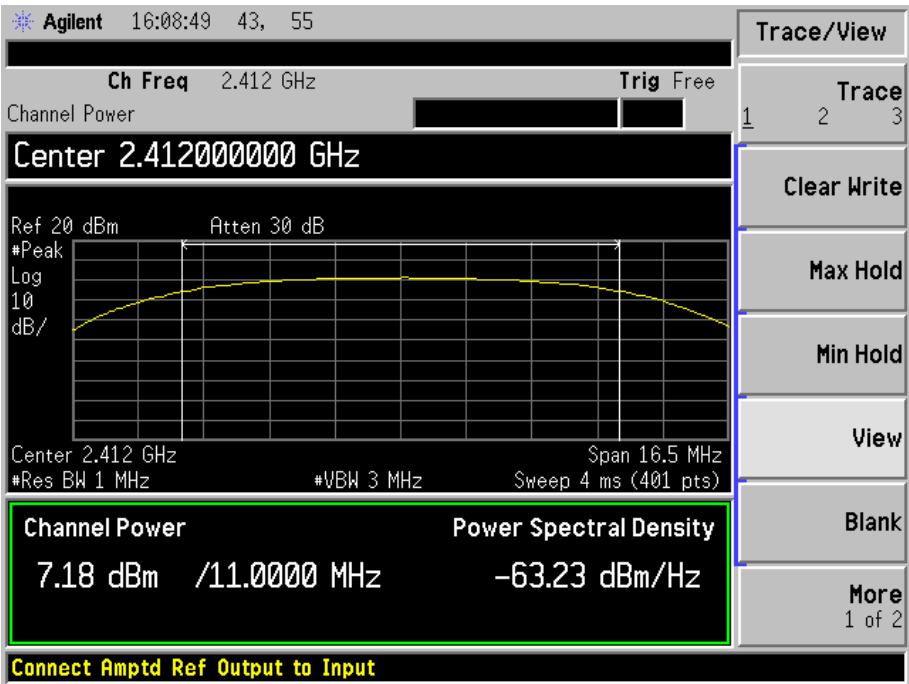 Agilent 16:08:49 43, 55
Trace/View
Ch Freq 2.412 GHz Trig Free
Channel Power
Trace
1 2 3
Center 2.412000000 GHz
Clear Write
Ref 20 dBm Atten 30 dB
#Peak
Log
10
dB/
Max Hold
Min Hold
View
Center 2.412 GHz Span 16.5 MHz
#Res BW 1 MHz #VBW 3 MHz Sweep 4 ms (401 pts)
Channel Power Power Spectral Density
Blank
7.18 dBm /11.0000 MHz -63.23 dBm/Hz
More
1 of 2
Connect Amptd Ref Output to Input